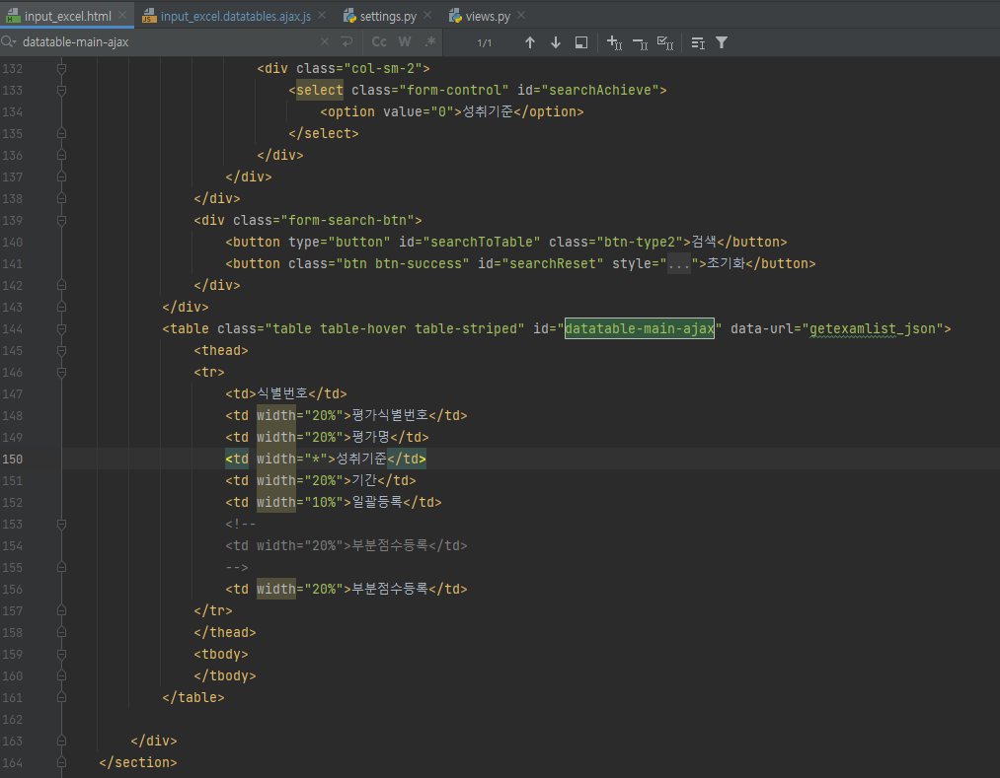 input_excel.html input_excel.datatables.ajax.js settings.py views.py
datatable-main-ajax Cc W .* 1/1
132 <div class="col-sm-2">
133 <select class="form-control" id="searchAchieve">
134 <option value="0">성취기준</option>
135 </select>
136 </div>
137 </div>
138 </div>
139 <div class="form-search-btn">
140 <button type="button" id="searchToTable" class="btn-type2">검색</button>
141 <button class="btn btn-success" id="searchReset" style="...">초기화</button>
142 </div>
143 </div>
144 <table class="table table-hover table-striped" id="datatable-main-ajax" data-url="getexamlist_json">
145 <thead>
146 <tr>
147 <td>식별번호</td>
148 <td width="20%">평가식별번호</td>
149 <td width="20%">평가명</td>
150 <td width="*">성취기준</td>
151 <td width="20%">기간</td>
152 <td width="10%">일괄등록</td>
153 <!--
154 <td width="20%">부분점수등록</td>
155 -->
156 <td width="20%">부분점수등록</td>
157 </tr>
158 </thead>
159 <tbody>
160 </tbody>
161 </table>
162
163 </div>
164 </section>